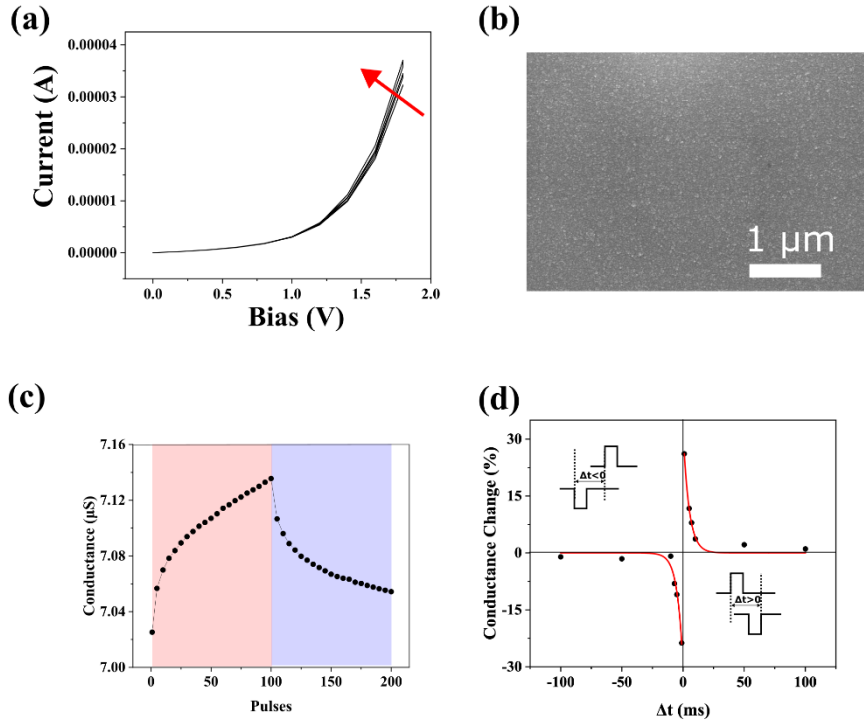 (a)
Current (A)
0.00004
0.00003
0.00002
0.00001
0.00000
0.0
0.5
1.0
1.5
2.0
Bias (V)
(b)
1 μm
(c)
Conductance (μS)
7.16
7.12
7.08
7.04
7.00
0
50
100
150
200
Pulses
(d)
Conductance Change (%)
30
15
0
-15
-30
Δt<0
Δt>0
-100
-50
0
50
100
Δt (ms)